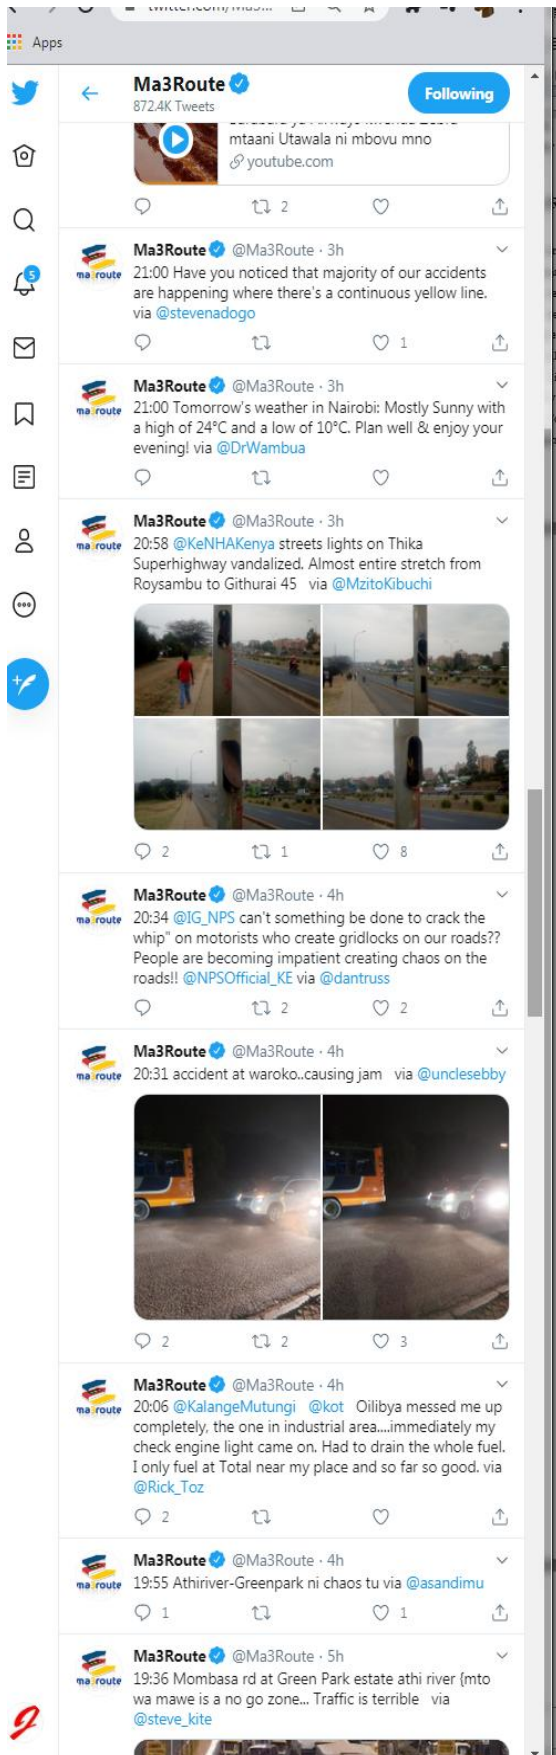 Apps
Ma3Route
872.4K Tweets
Following
mtaani Utawala ni mbovu mno
youtube.com
2
5
Ma3Route @Ma3Route · 3h
21:00 Have you noticed that majority of our accidents
are happening where there's a continuous yellow line.
via @stevenadogo
1
Ma3Route @Ma3Route · 3h
21:00 Tomorrow's weather in Nairobi: Mostly Sunny with
a high of 24°C and a low of 10°C. Plan well & enjoy your
evening! via @DrWambua
Ma3Route @Ma3Route · 3h
20:58 @KeNHAKenya streets lights on Thika
Superhighway vandalized. Almost entire stretch from
Roysambu to Githurai 45 via @MzitoKibuchi
2 1 8
Ma3Route @Ma3Route · 4h
20:34 @IG_NPS can't something be done to crack the
whip" on motorists who create gridlocks on our roads??
People are becoming impatient creating chaos on the
roads!! @NPSOfficial_KE via @dantruss
2 2
Ma3Route @Ma3Route · 4h
20:31 accident at waroko..causing jam via @unclesebby
2 2 3
Ma3Route @Ma3Route · 4h
20:06 @KalangeMutungi @kot Oilibya messed me up
completely, the one in industrial area....immediately my
check engine light came on. Had to drain the whole fuel.
I only fuel at Total near my place and so far so good. via
@Rick_Toz
2
Ma3Route @Ma3Route · 4h
19:55 Athiriver-Greenpark ni chaos tu via @asandimu
1 1
Ma3Route @Ma3Route · 5h
19:36 Mombasa rd at Green Park estate athi river {mto
wa mawe is a no go zone... Traffic is terrible via
@steve_kite